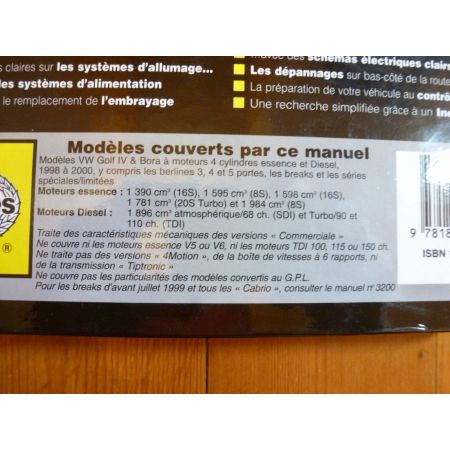 s claires sur les systèmes d'allumage...
les systèmes d'alimentation
le remplacement de l'embrayage
schémas électriques clairs
Les dépannages sur bas-côté de la route
La préparation de votre véhicule au contrô
Une recherche simplifiée grâce à un In
Modèles couverts par ce manuel
Modèles VW Golf IV & Bora à moteurs 4 cylindres essence et Diesel,
1998 à 2000, y compris les berlines 3, 4 et 5 portes, les breaks et les séries
spéciales/limitées
Moteurs essence : 1 390 cm³ (16S), 1 595 cm³ (8S), 1 598 cm³ (16S),
1 781 cm³ (20S Turbo) et 1 984 cm³ (8S)
Moteurs Diesel : 1 896 cm³ atmosphérique/68 ch. (SDI) et Turbo/90 et
110 ch. (TDI)
Traite des caractéristiques mécaniques des versions « Commerciale »
Ne couvre ni les moteurs essence V5 ou V6, ni les moteurs TDI 100, 115 ou 150 ch.
Ne traite pas des versions « 4Motion », de la boîte de vitesses à 6 rapports, ni
de la transmission « Tiptronic »
Ne couvre pas les particularités des modèles convertis au G.P.L.
Pour les breaks d'avant juillet 1999 et tous les « Cabrio », consulter le manuel n° 3200
es
®
9 7818
ISBN